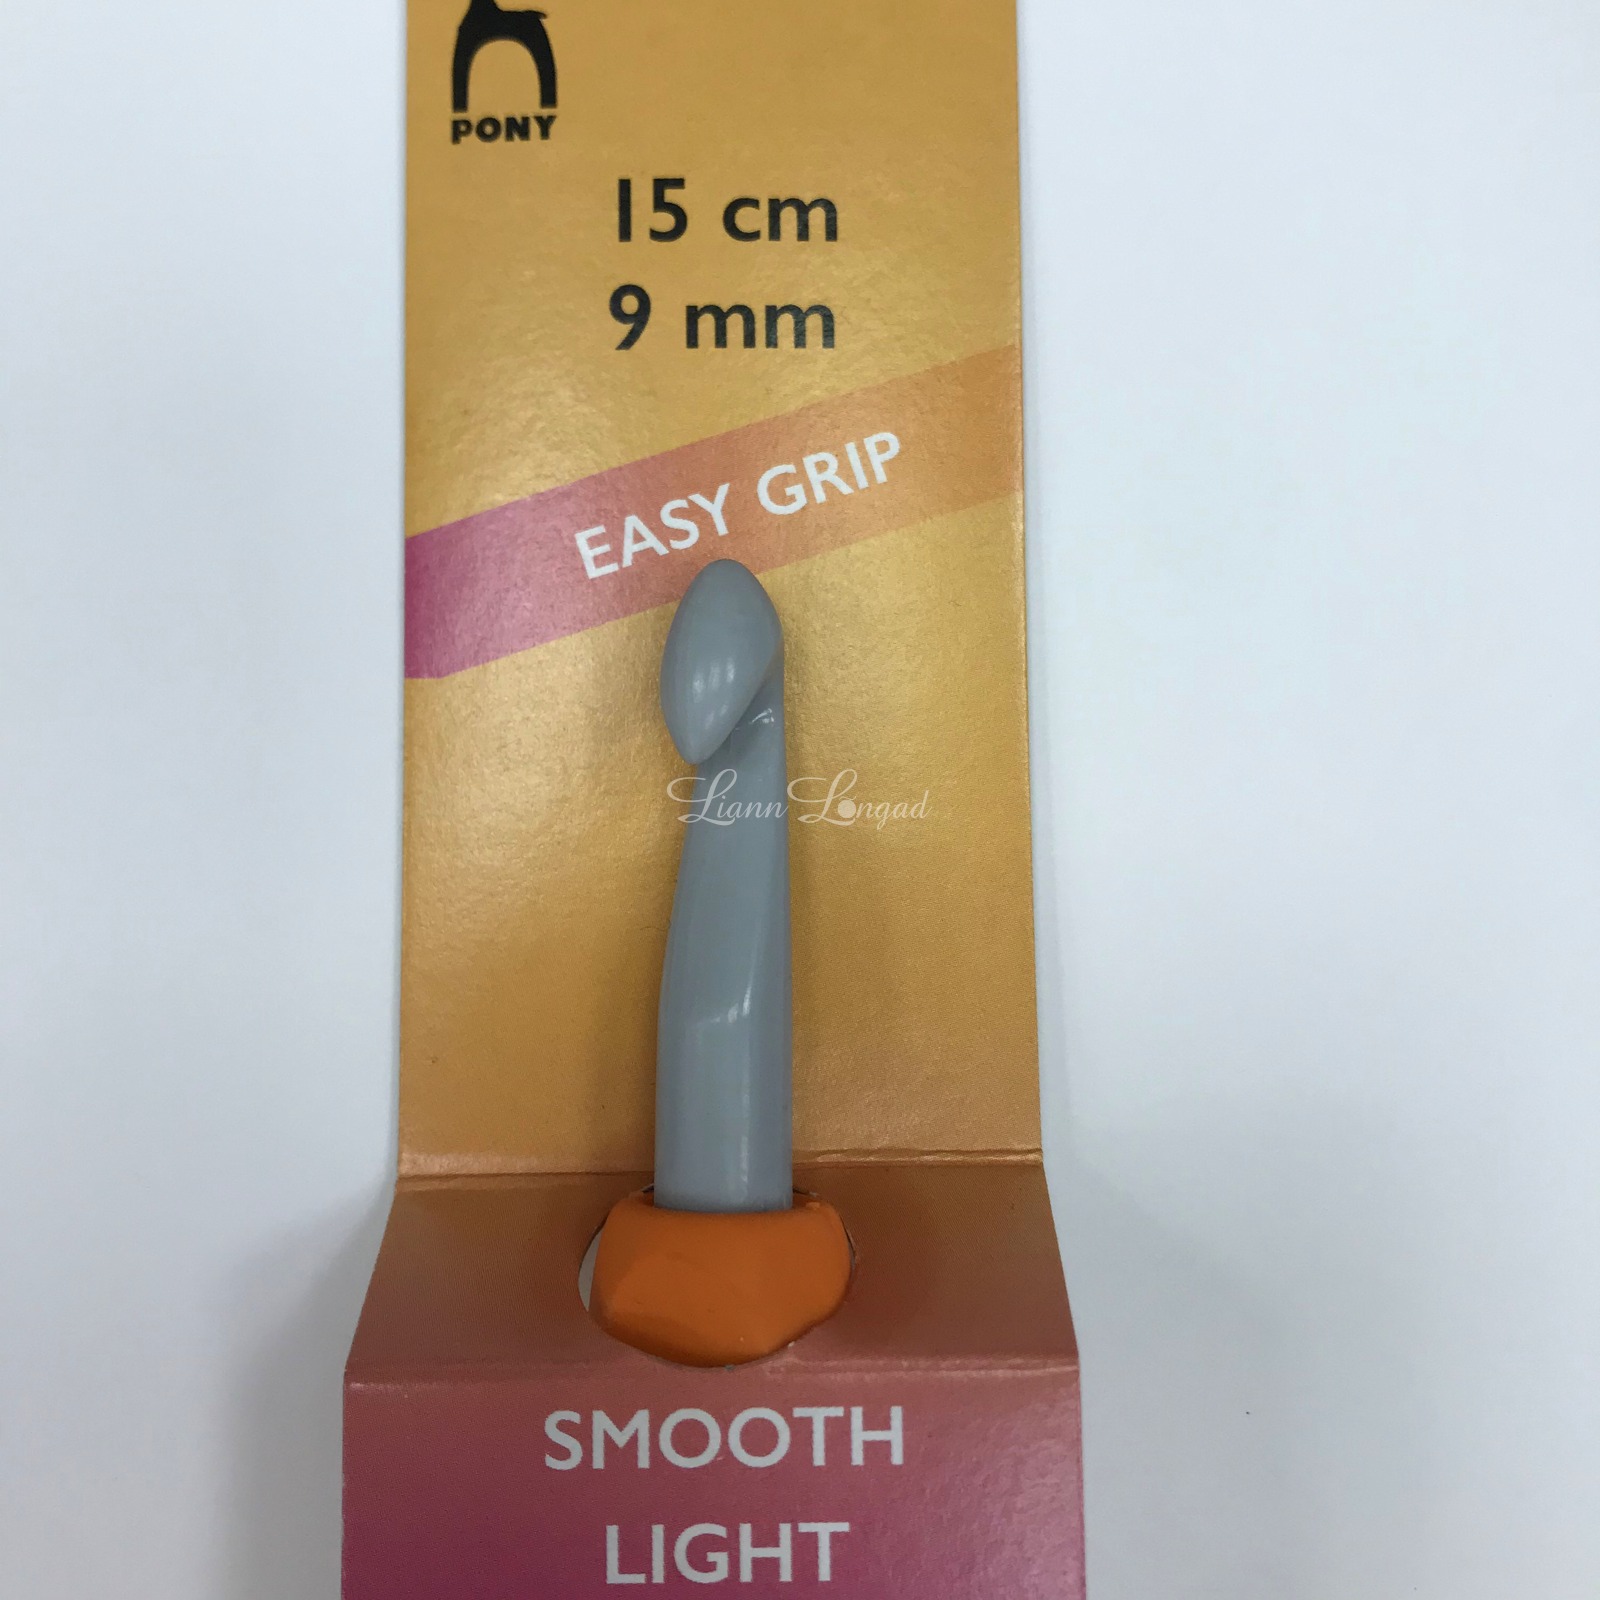 PONY
15 cm
9 mm
EASY GRIP
Liann Longad
SMOOTH
LIGHT